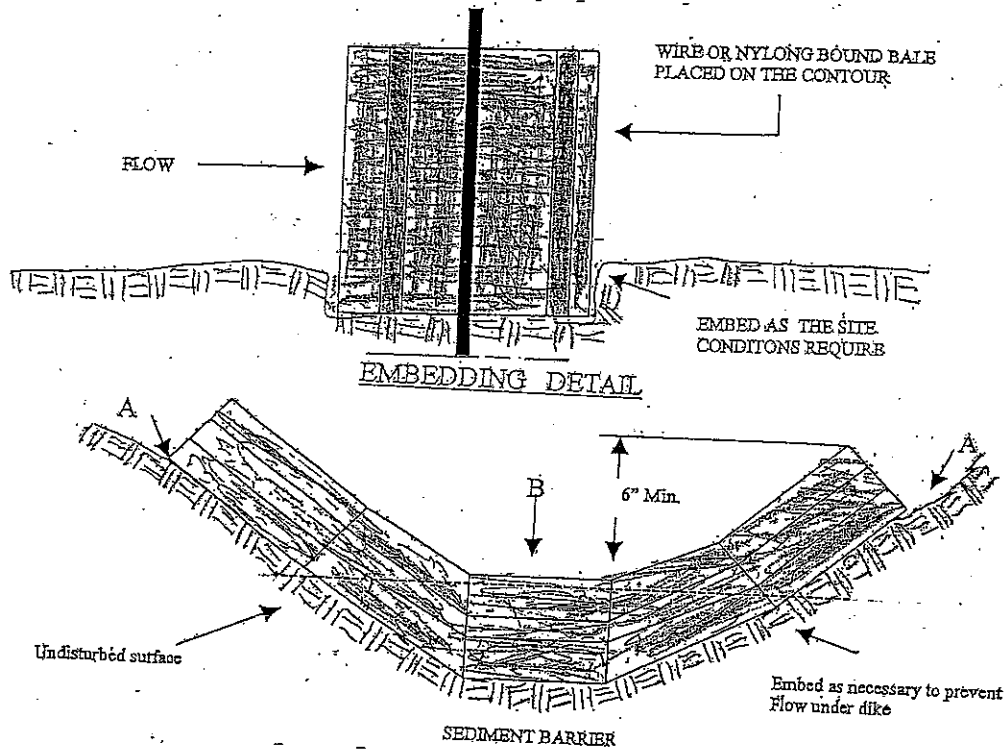 WIRE OR NYLONG BOUND BALE
PLACED ON THE CONTOUR
FLOW
EMBED AS THE SITE
CONDITONS REQUIRE
EMBEDDING DETAIL
A
A
B
6" Min.
Undisturbed surface
Embed as necessary to prevent
Flow under dike
SEDIMENT BARRIER